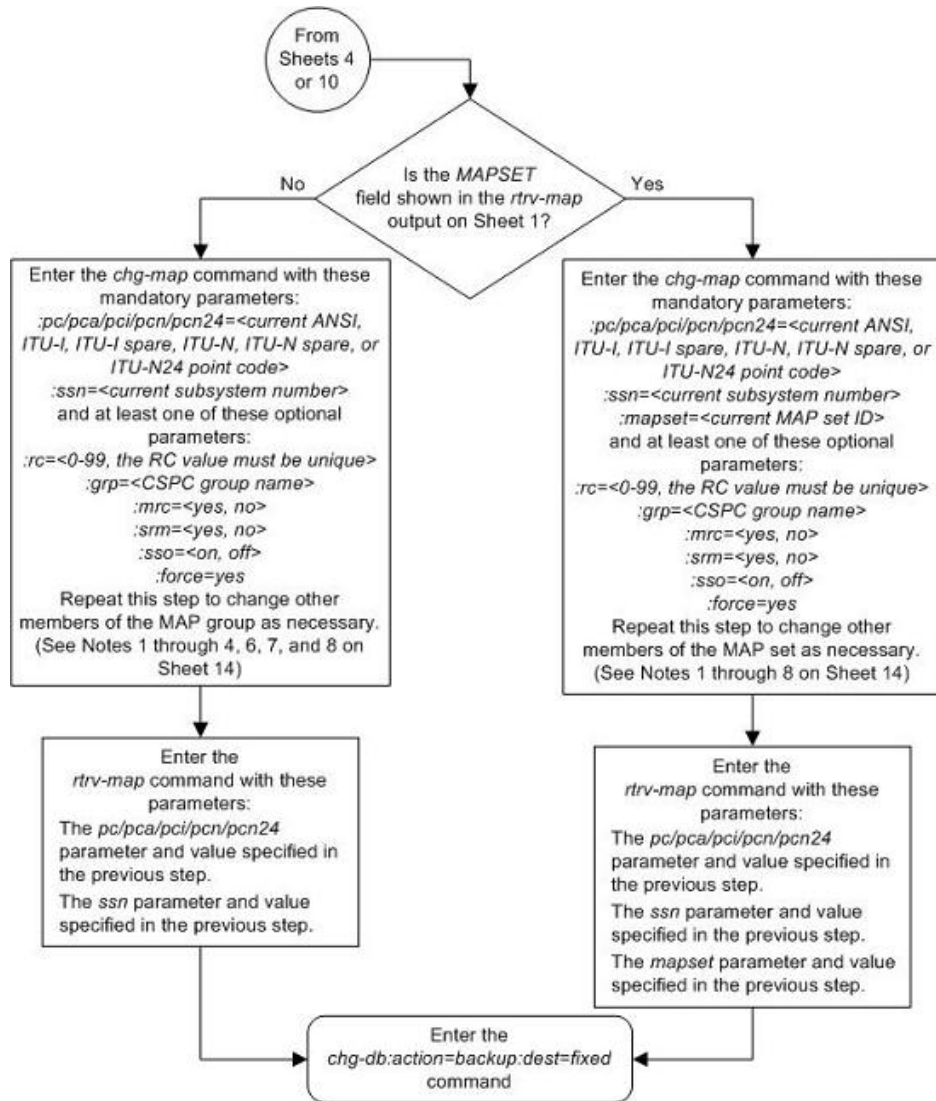 From
Sheets 4
or 10
Is the MAPSET
field shown in the rtrv-map
output on Sheet 1?
No
Yes
Enter the chg-map command with these
mandatory parameters:
:pc/pca/pci/pcn/pcn24=<current ANSI,
ITU-I, ITU-I spare, ITU-N, ITU-N spare, or
ITU-N24 point code>
:ssn=<current subsystem number>
and at least one of these optional
parameters:
:rc=<0-99, the RC value must be unique>
:grp=<CSPC group name>
:mrc=<yes, no>
:srm=<yes, no>
:sso=<on, off>
:force=yes
Repeat this step to change other
members of the MAP group as necessary.
(See Notes 1 through 4, 6, 7, and 8 on
Sheet 14)
Enter the chg-map command with these
mandatory parameters:
:pc/pca/pci/pcn/pcn24=<current ANSI,
ITU-I, ITU-I spare, ITU-N, ITU-N spare, or
ITU-N24 point code>
:ssn=<current subsystem number>
:mapset=<current MAP set ID>
and at least one of these optional
parameters:
:rc=<0-99, the RC value must be unique>
:grp=<CSPC group name>
:mrc=<yes, no>
:srm=<yes, no>
:sso=<on, off>
:force=yes
Repeat this step to change other
members of the MAP set as necessary.
(See Notes 1 through 8 on Sheet 14)
Enter the
rtrv-map command with these
parameters:
The pc/pca/pci/pcn/pcn24
parameter and value specified in
the previous step.
The ssn parameter and value
specified in the previous step.
Enter the
rtrv-map command with these
parameters:
The pc/pca/pci/pcn/pcn24
parameter and value specified in
the previous step.
The ssn parameter and value
specified in the previous step.
The mapset parameter and value
specified in the previous step.
Enter the
chg-db:action=backup:dest=fixed
command